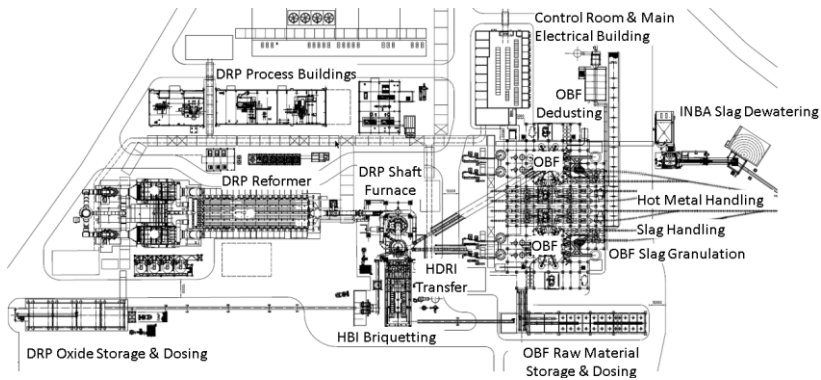 Control Room & Main
Electrical Building
DRP Process Buildings
OBF
Dedusting
INBA Slag Dewatering
OBF
DRP Reformer
DRP Shaft
Furnace
Hot Metal Handling
Slag Handling
OBF
OBF Slag Granulation
HDRI
Transfer
HBI Briquetting
DRP Oxide Storage & Dosing
OBF Raw Material
Storage & Dosing